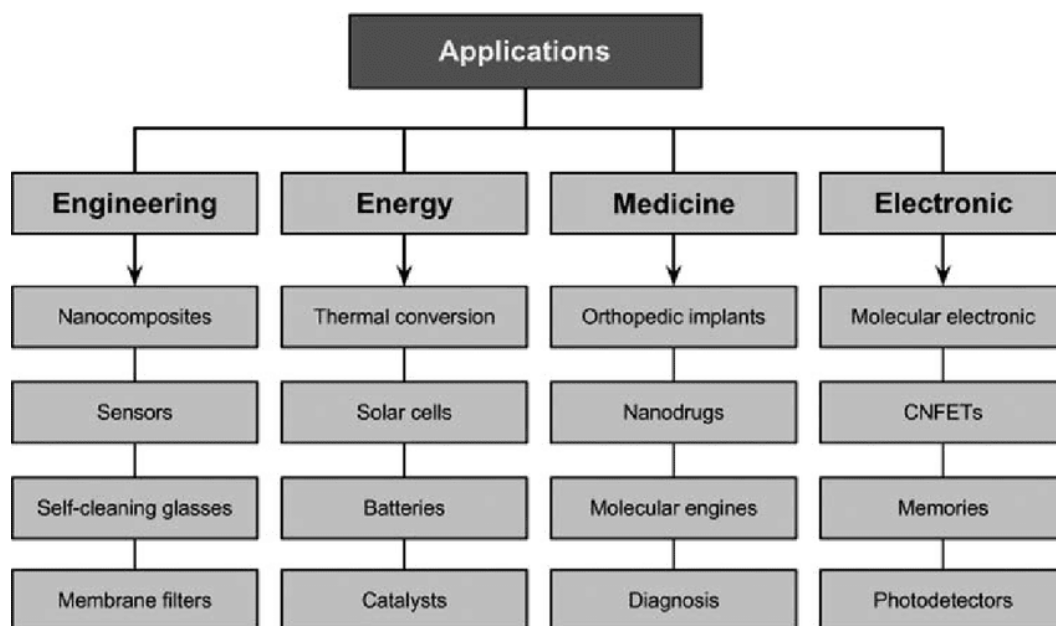 Applications
Engineering
Energy
Medicine
Electronic
Nanocomposites
Thermal conversion
Orthopedic implants
Molecular electronic
Sensors
Solar cells
Nanodrugs
CNFETs
Self-cleaning glasses
Batteries
Molecular engines
Memories
Membrane filters
Catalysts
Diagnosis
Photodetectors